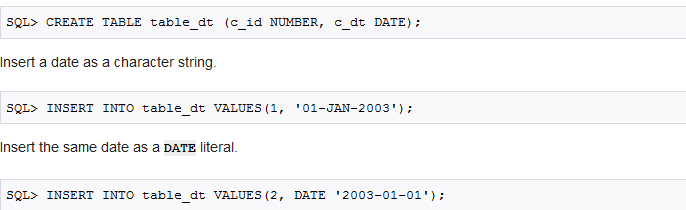 SQL> CREATE TABLE table_dt (c_id NUMBER, c_dt DATE);
Insert a date as a character string.
SQL> INSERT INTO table_dt VALUES(1, '01-JAN-2003');
Insert the same date as a DATE literal.
SQL> INSERT INTO table_dt VALUES(2, DATE '2003-01-01');